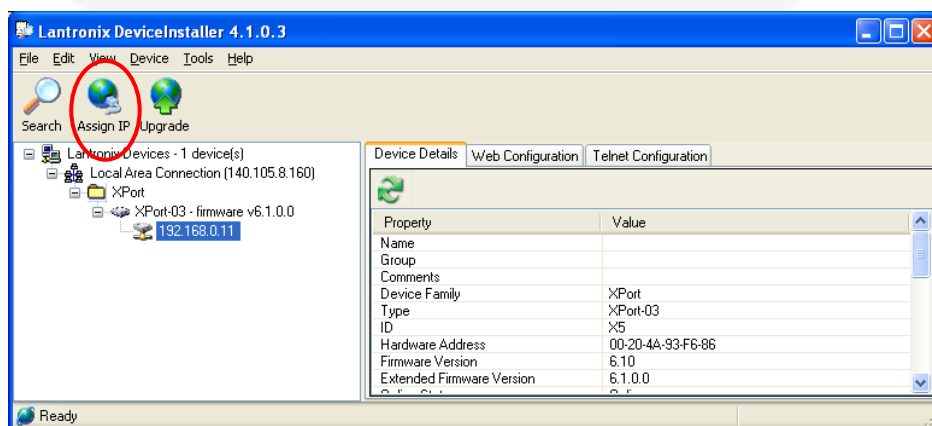 Lantronix DeviceInstaller 4.1.0.3
File Edit View Device Tools Help
Search Assign IP Upgrade
Lantronix Devices - 1 device(s)
Local Area Connection (140.105.8.160)
XPort
XPort-03 - firmware v6.1.0.0
192.168.0.11
Device Details Web Configuration Telnet Configuration
Property Value
Name
Group
Comments
Device Family XPort
Type XPort-03
ID X5
Hardware Address 00-20-4A-93-F6-86
Firmware Version 6.10
Extended Firmware Version 6.1.0.0
Ready